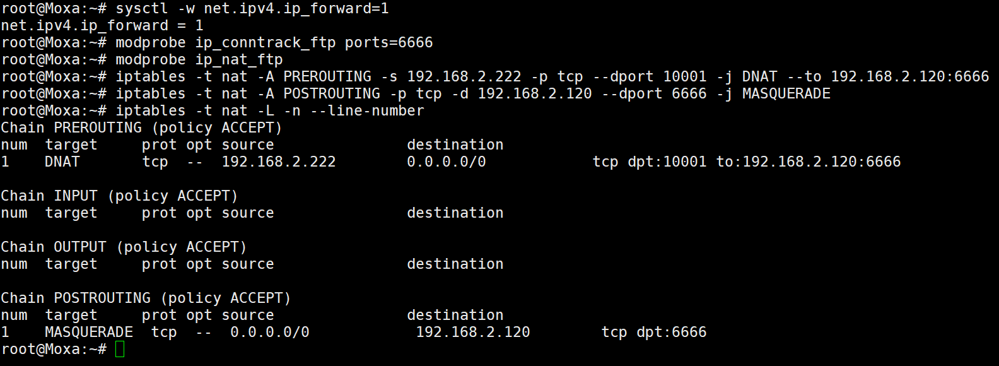 root@Moxa:~# sysctl -w net.ipv4.ip_forward=1
net.ipv4.ip_forward = 1
root@Moxa:~# modprobe ip_conntrack_ftp ports=6666
root@Moxa:~# modprobe ip_nat_ftp
root@Moxa:~# iptables -t nat -A PREROUTING -s 192.168.2.222 -p tcp --dport 10001 -j DNAT --to 192.168.2.120:6666
root@Moxa:~# iptables -t nat -A POSTROUTING -p tcp -d 192.168.2.120 --dport 6666 -j MASQUERADE
root@Moxa:~# iptables -t nat -L -n --line-number
Chain PREROUTING (policy ACCEPT)
num  target     prot opt source               destination
1    DNAT       tcp  --  192.168.2.222        0.0.0.0/0            tcp dpt:10001 to:192.168.2.120:6666

Chain INPUT (policy ACCEPT)
num  target     prot opt source               destination

Chain OUTPUT (policy ACCEPT)
num  target     prot opt source               destination

Chain POSTROUTING (policy ACCEPT)
num  target     prot opt source               destination
1    MASQUERADE  tcp  --  0.0.0.0/0            192.168.2.120        tcp dpt:6666
root@Moxa:~#